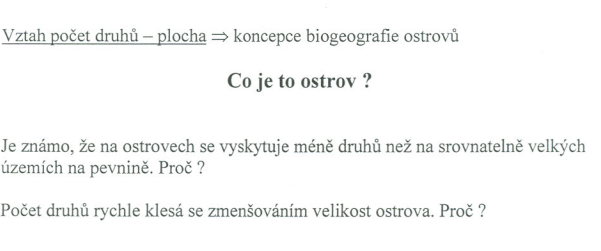 Vztah počet druhů – plocha ⇒ koncepce biogeografie ostrovů
Co je to ostrov ?
Je známo, že na ostrovech se vyskytuje méně druhů než na srovnatelně velkých
územích na pevnině. Proč ?
Počet druhů rychle klesá se zmenšováním velikost ostrova. Proč ?